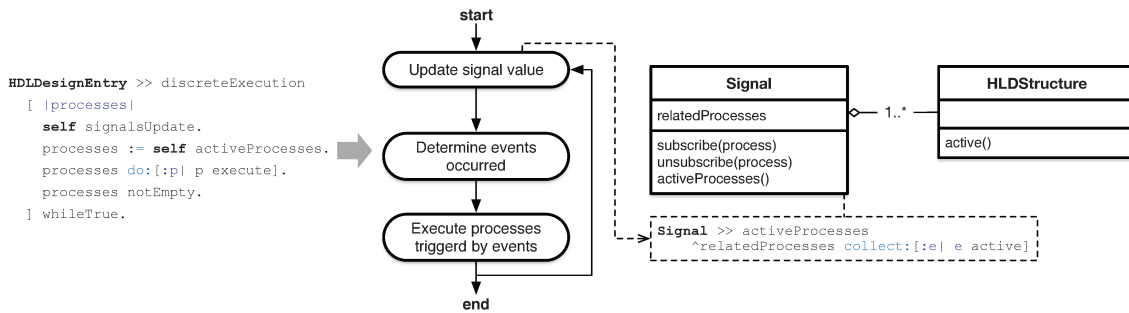 HDLDesignEntry >> discreteExecution
[ |processes|
self signalsUpdate.
processes := self activeProcesses.
processes do:[:p| p execute].
processes notEmpty.
] whileTrue.
start
Update signal value
Determine events
occurred
Execute processes
triggerd by events
end
Signal
relatedProcesses
subscribe(process)
unsubscribe(process)
activeProcesses()
1..*
HLDStructure
active()
Signal >> activeProcesses
^relatedProcesses collect:[:e| e active]